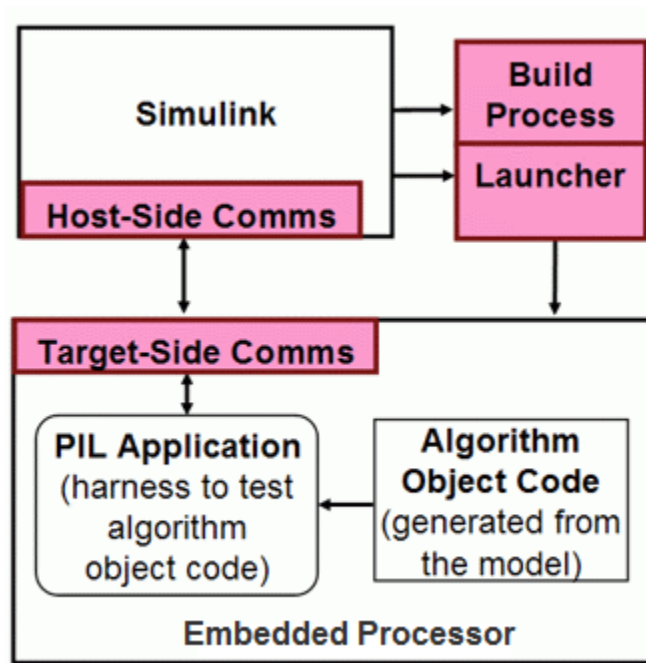 Simulink
Host-Side Comms
Build
Process
Launcher
Target-Side Comms
PIL Application
(harness to test
algorithm
object code)
Algorithm
Object Code
(generated from
the model)
Embedded Processor